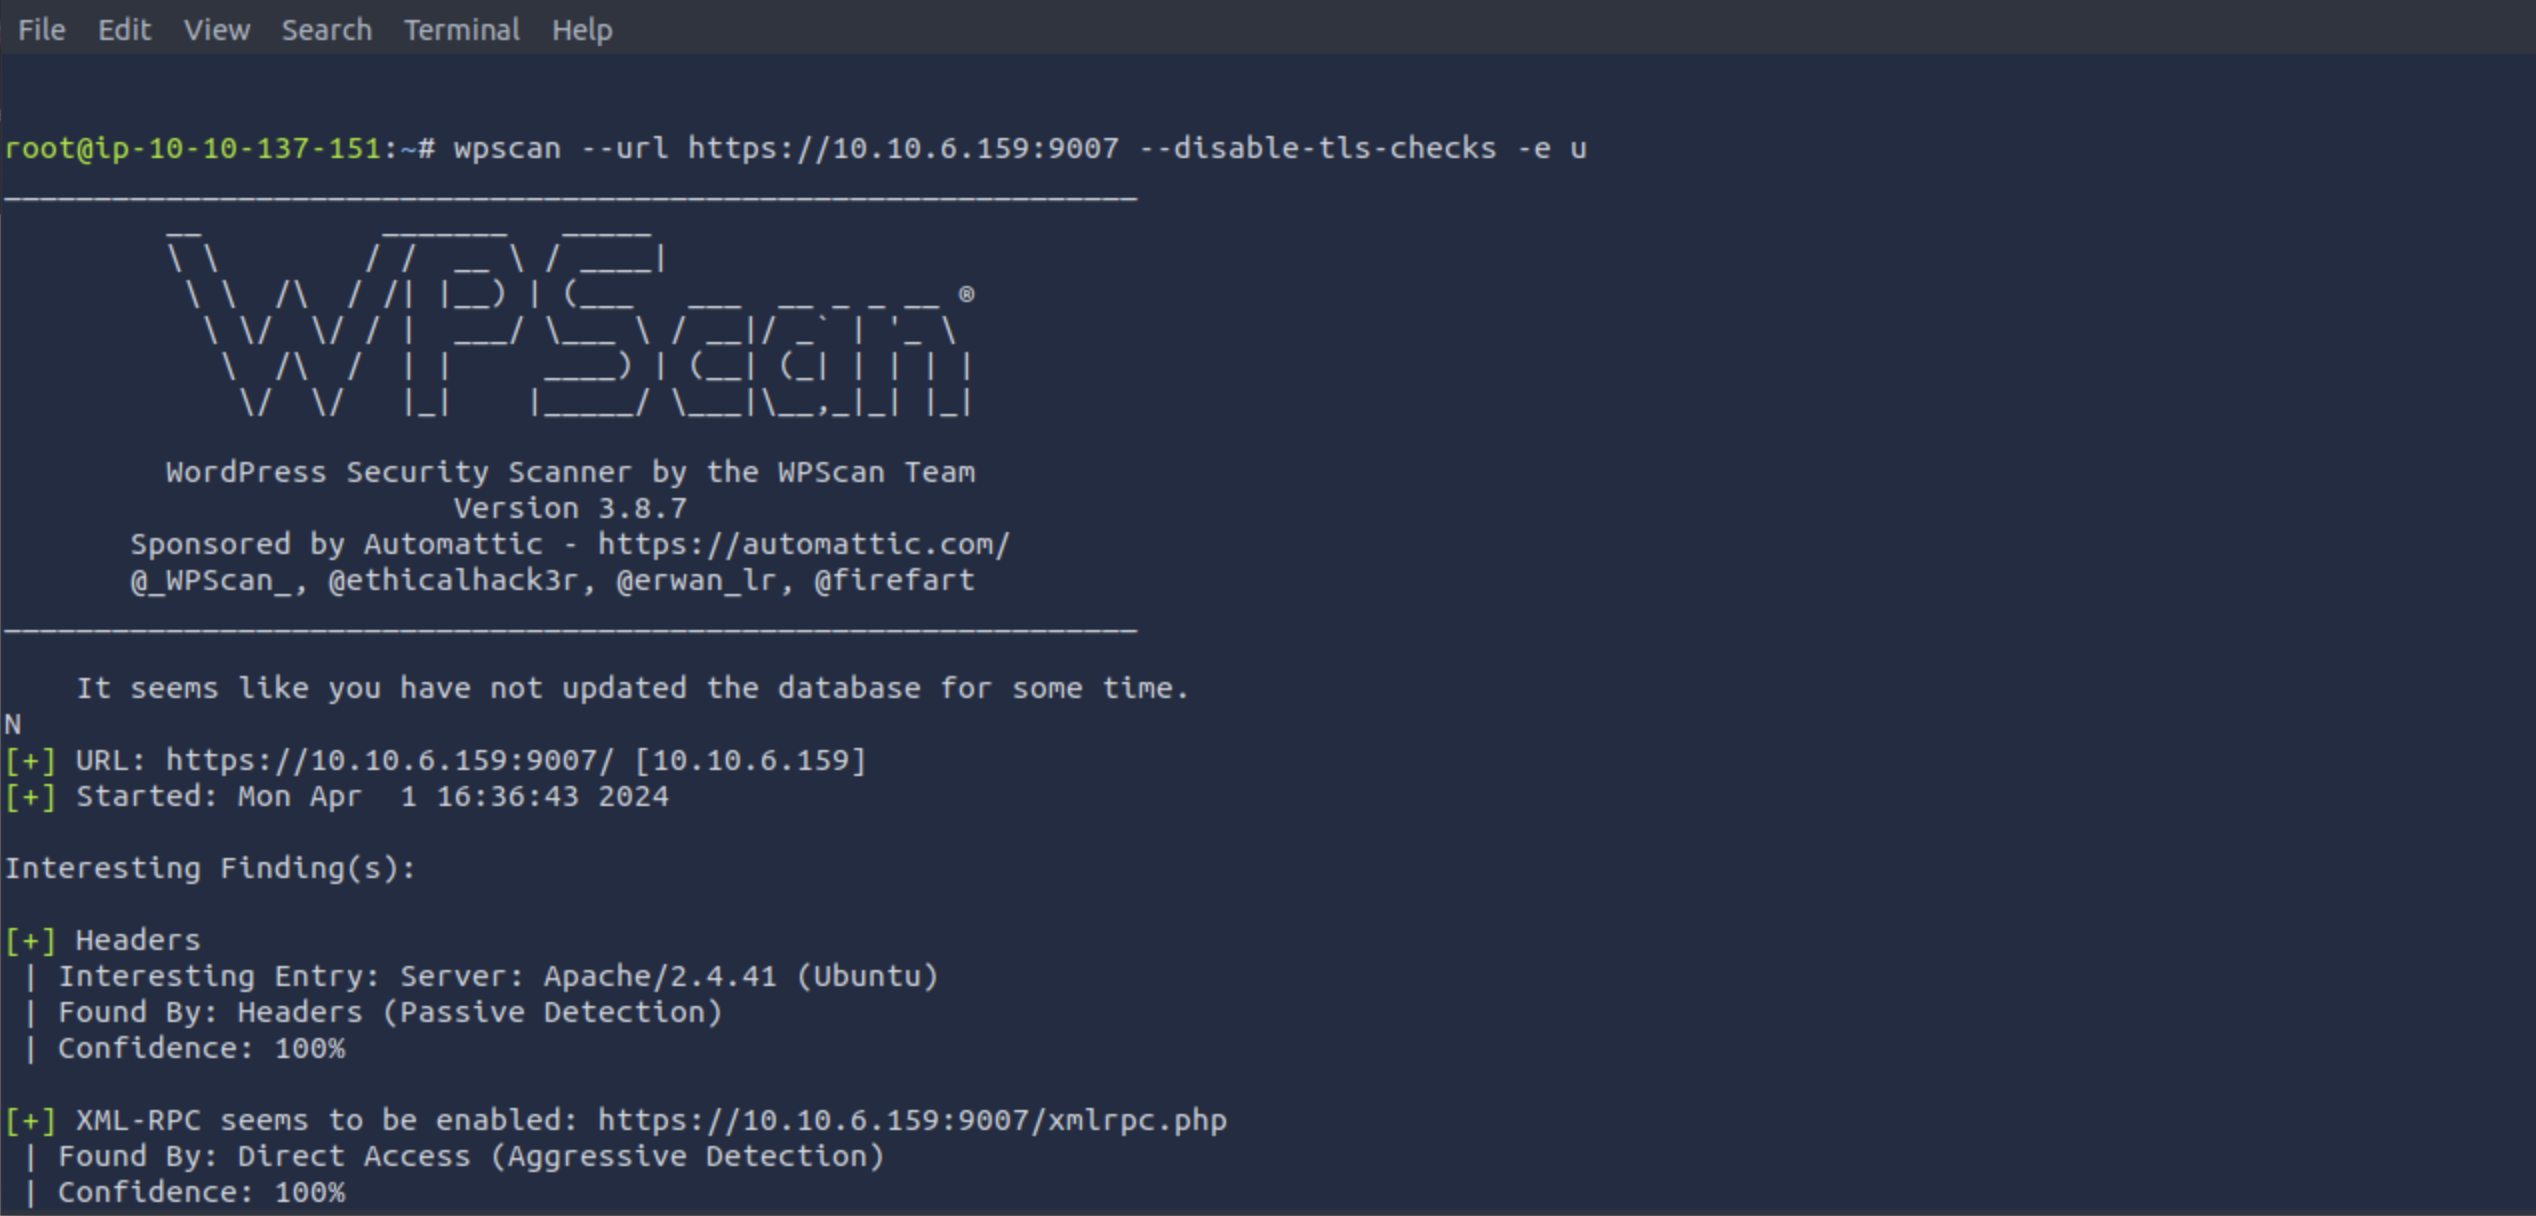 File Edit View Search Terminal Help
root@ip-10-10-137-151:~# wpscan --url https://10.10.6.159:9007 --disable-tls-checks -e u
_______________________________________________________________
         __          _______   _____
         \ \        / /  __ \ / ____|
          \ \  /\  / /| |__) | (___   ___  __ _ _ __ ®
           \ \/  \/ / |  ___/ \___ \ / __|/ _` | '_ \
            \  /\  /  | |     ____) | (__| (_| | | | |
             \/  \/   |_|    |_____/ \___|\__,_|_| |_|
WordPress Security Scanner by the WPScan Team
Version 3.8.7
Sponsored by Automattic - https://automattic.com/
@_WPScan_, @ethicalhack3r, @erwan_lr, @firefart
_______________________________________________________________
It seems like you have not updated the database for some time.
N
[+] URL: https://10.10.6.159:9007/ [10.10.6.159]
[+] Started: Mon Apr  1 16:36:43 2024
Interesting Finding(s):
[+] Headers
 | Interesting Entry: Server: Apache/2.4.41 (Ubuntu)
 | Found By: Headers (Passive Detection)
 | Confidence: 100%
[+] XML-RPC seems to be enabled: https://10.10.6.159:9007/xmlrpc.php
 | Found By: Direct Access (Aggressive Detection)
 | Confidence: 100%